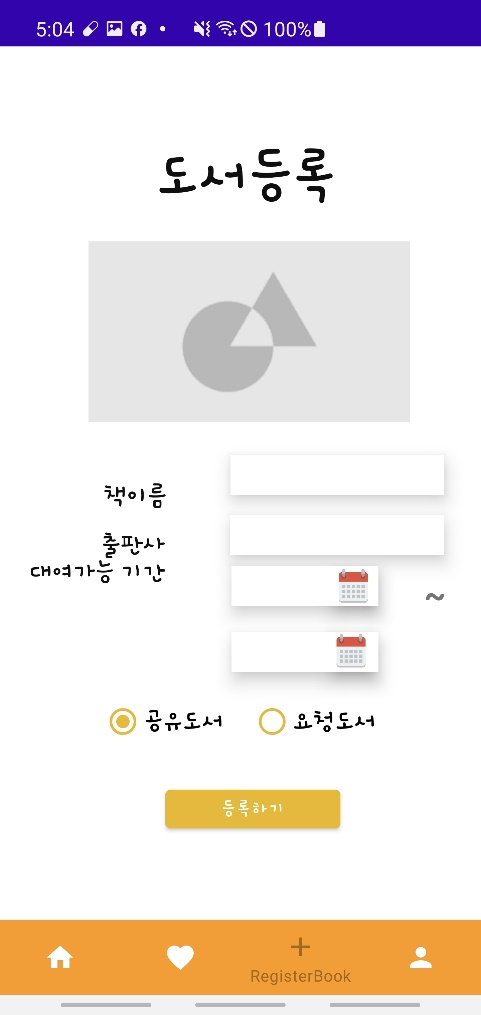 5:04 100%
도서등록
책이름
출판사
대여가능 기간
~
공유도서 요청도서
등록하기
RegisterBook